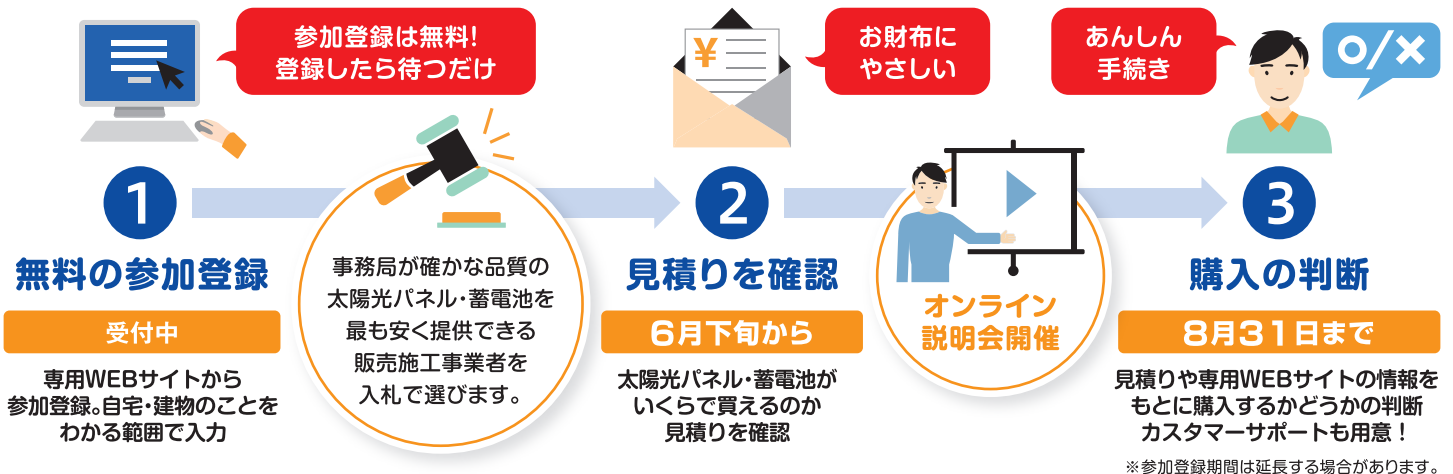 参加登録は無料!
登録したら待つだけ
1
無料の参加登録
受付中
専用WEBサイトから
参加登録。自宅・建物のことを
わかる範囲で入力
事務局が確かな品質の
太陽光パネル・蓄電池を
最も安く提供できる
販売施工事業者を
入札で選びます。
¥
お財布に
やさしい
2
見積りを確認
6月下旬から
太陽光パネル・蓄電池が
いくらで買えるのか
見積りを確認
オンライン
説明会開催
あんしん
手続き
○/×
3
購入の判断
8月31日まで
見積りや専用WEBサイトの情報を
もとに購入するかどうかの判断
カスタマーサポートも用意！
※参加登録期間は延長する場合があります。